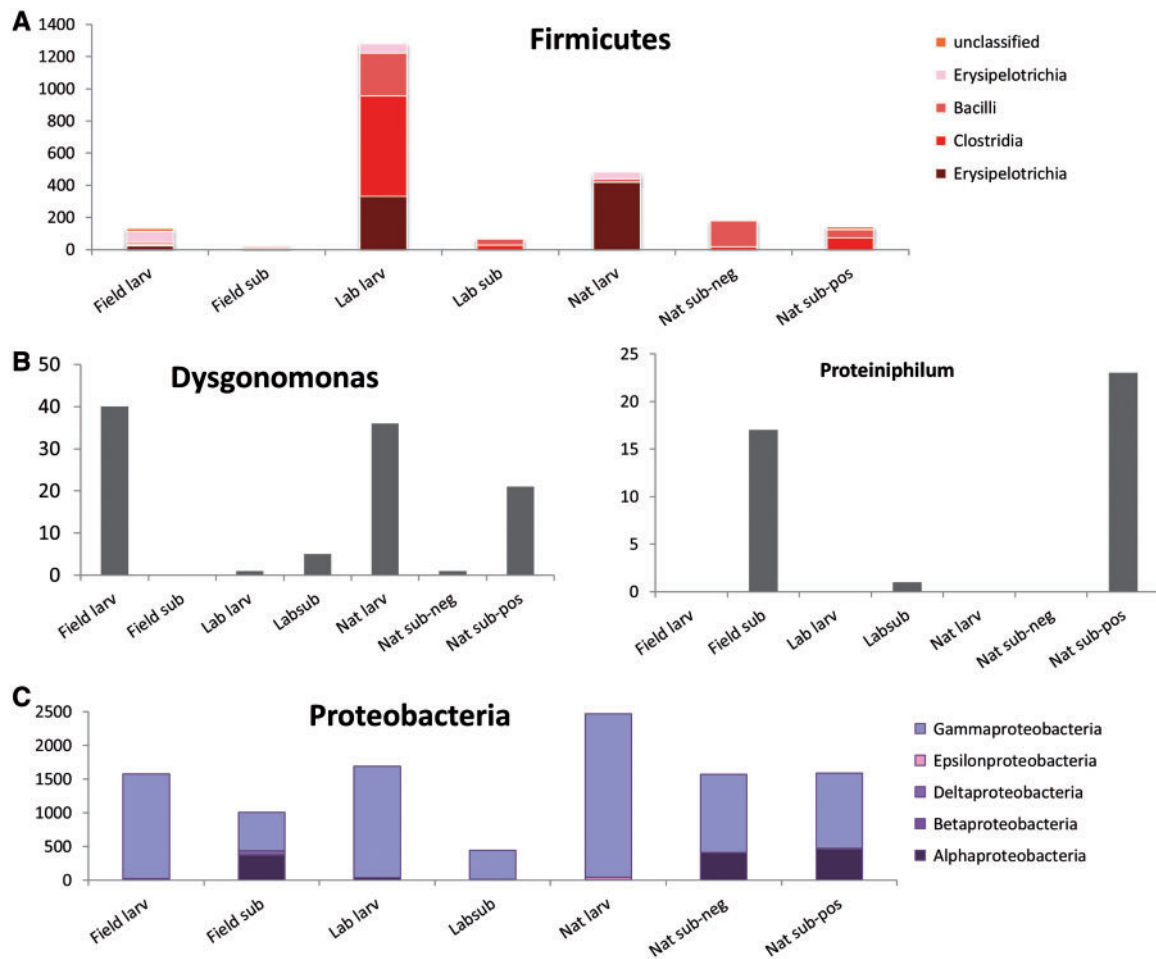 A
Firmicutes
1400
1200
1000
800
600
400
200
0
Field larv
Field sub
Lab larv
Lab sub
Nat larv
Nat sub-neg
Nat sub-pos
unclassified
Erysipelotrichia
Bacilli
Clostridia
Erysipelotrichia
B
Dysgonomonas
50
40
30
20
10
0
Field larv
Field sub
Lab larv
Labsub
Nat larv
Nat sub-neg
Nat sub-pos
Proteiniphilum
25
20
15
10
5
0
Field larv
Field sub
Lab larv
Labsub
Nat larv
Nat sub-neg
Nat sub-pos
C
Proteobacteria
2500
2000
1500
1000
500
0
Field larv
Field sub
Lab larv
Labsub
Nat larv
Nat sub-neg
Nat sub-pos
Gammaproteobacteria
Epsilonproteobacteria
Deltaproteobacteria
Betaproteobacteria
Alphaproteobacteria